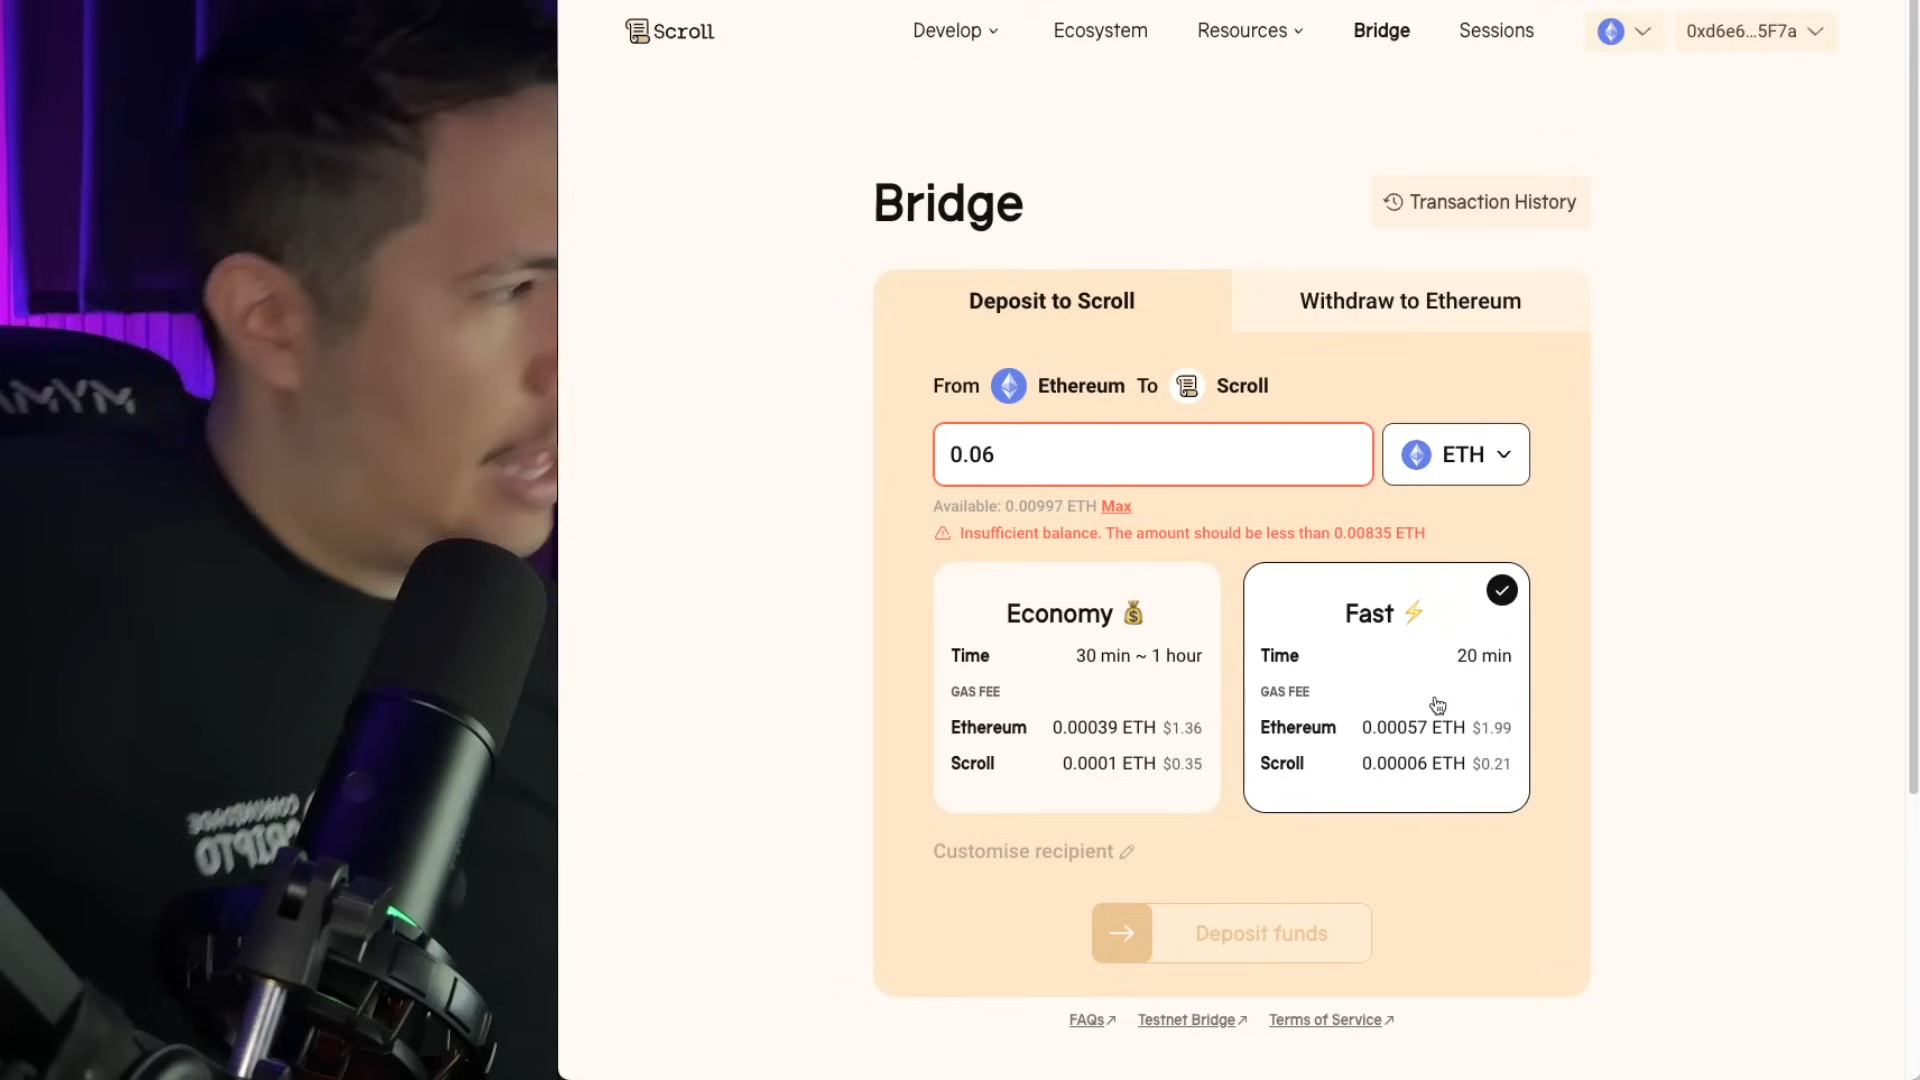 Scroll
Develop
Ecosystem
Resources
Bridge
Sessions
0xd6e6...5F7a
Bridge
Transaction History
Deposit to Scroll
Withdraw to Ethereum
From Ethereum To Scroll
0.06
ETH
Available: 0.00997 ETH Max
Insufficient balance. The amount should be less than 0.00835 ETH
Economy
Time 30 min ~ 1 hour
GAS FEE
Ethereum 0.00039 ETH $1.36
Scroll 0.0001 ETH $0.35
Fast
Time 20 min
GAS FEE
Ethereum 0.00057 ETH $1.99
Scroll 0.00006 ETH $0.21
Customise recipient
Deposit funds
FAQs
Testnet Bridge
Terms of Service